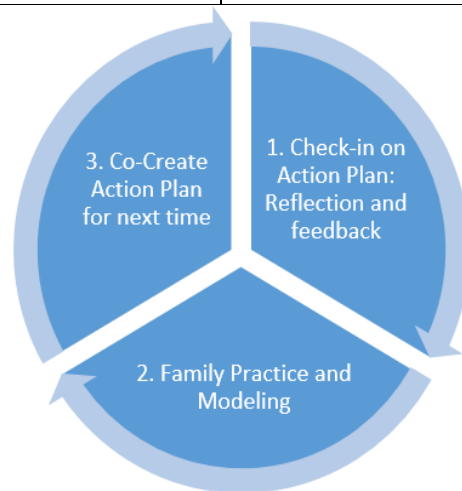 1. Check-in on
Action Plan:
Reflection and
feedback
2. Family Practice and
Modeling
3. Co-Create
Action Plan
for next time